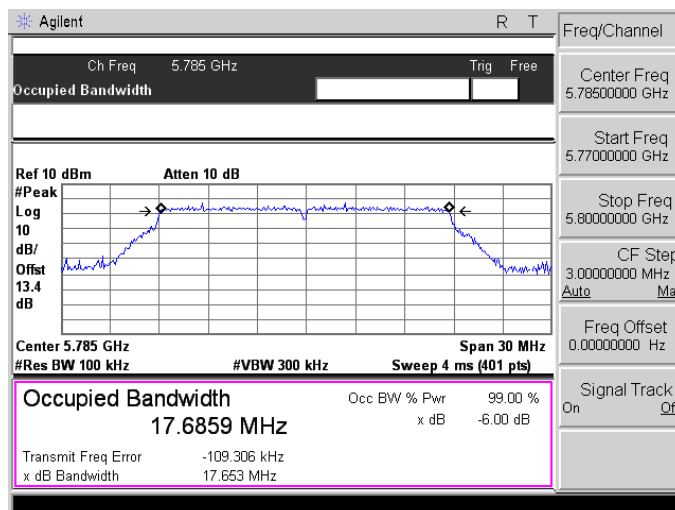 Agilent R T
Freq/Channel
Ch Freq 5.785 GHz Trig Free
Occupied Bandwidth
Center Freq
5.78500000 GHz
Start Freq
5.77000000 GHz
Stop Freq
5.80000000 GHz
CF Step
3.00000000 MHz
Auto Ma
Freq Offset
0.00000000 Hz
Signal Track
On Of
Ref 10 dBm Atten 10 dB
#Peak
Log
10
dB/
Offst
13.4
dB
Center 5.785 GHz Span 30 MHz
#Res BW 100 kHz #VBW 300 kHz Sweep 4 ms (401 pts)
Occupied Bandwidth Occ BW % Pwr 99.00 %
17.6859 MHz x dB -6.00 dB
Transmit Freq Error -109.306 kHz
x dB Bandwidth 17.653 MHz